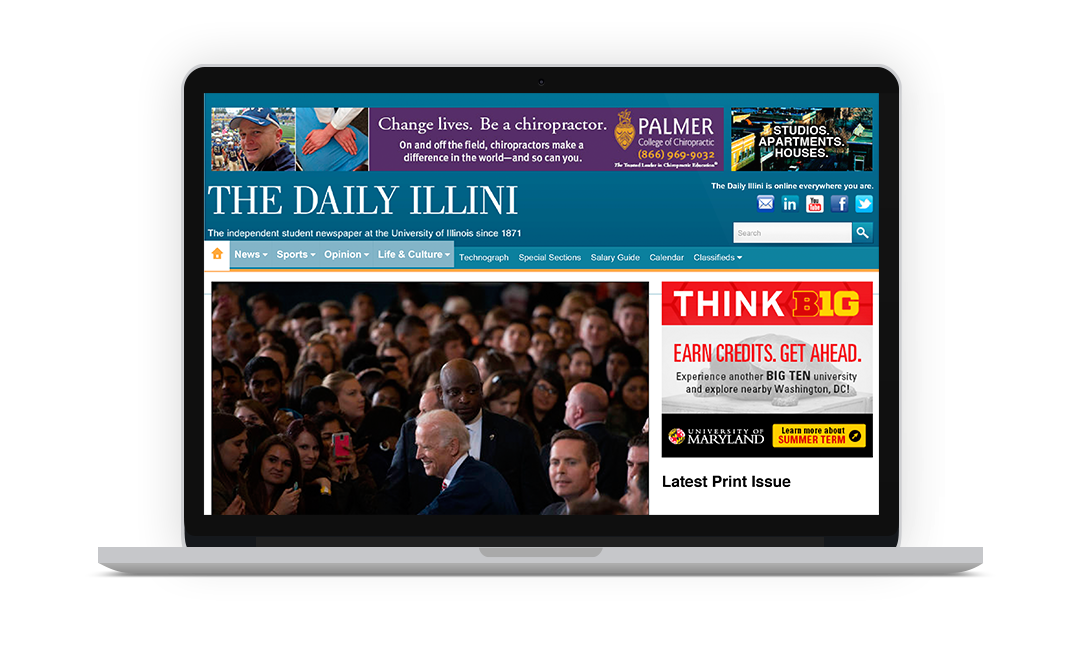 Change lives. Be a chiropractor.
On and off the field, chiropractors make a
difference in the world—and so can you.
PALMER
College of Chiropractic
(866) 969-9032
The Trusted Leader in Chiropractic Education®
STUDIOS.
APARTMENTS.
HOUSES.
THE DAILY ILLINI
The Daily Illini is online everywhere you are.
in
You
Tube
f
The independent student newspaper at the University of Illinois since 1871
Search
News
Sports
Opinion
Life & Culture
Technograph
Special Sections
Salary Guide
Calendar
Classifieds
THINK B1G
EARN CREDITS. GET AHEAD.
Experience another BIG TEN university
and explore nearby Washington, DC!
UNIVERSITY OF
MARYLAND
Learn more about
SUMMER TERM
Latest Print Issue